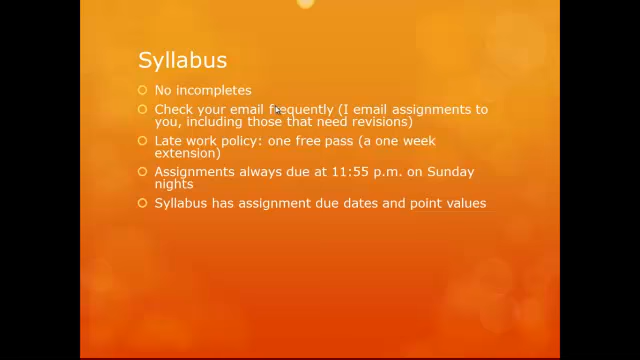 Syllabus
No incompletes
Check your email frequently (I email assignments to
you, including those that need revisions)
Late work policy: one free pass (a one week
extension)
Assignments always due at 11:55 p.m. on Sunday
nights
Syllabus has assignment due dates and point values